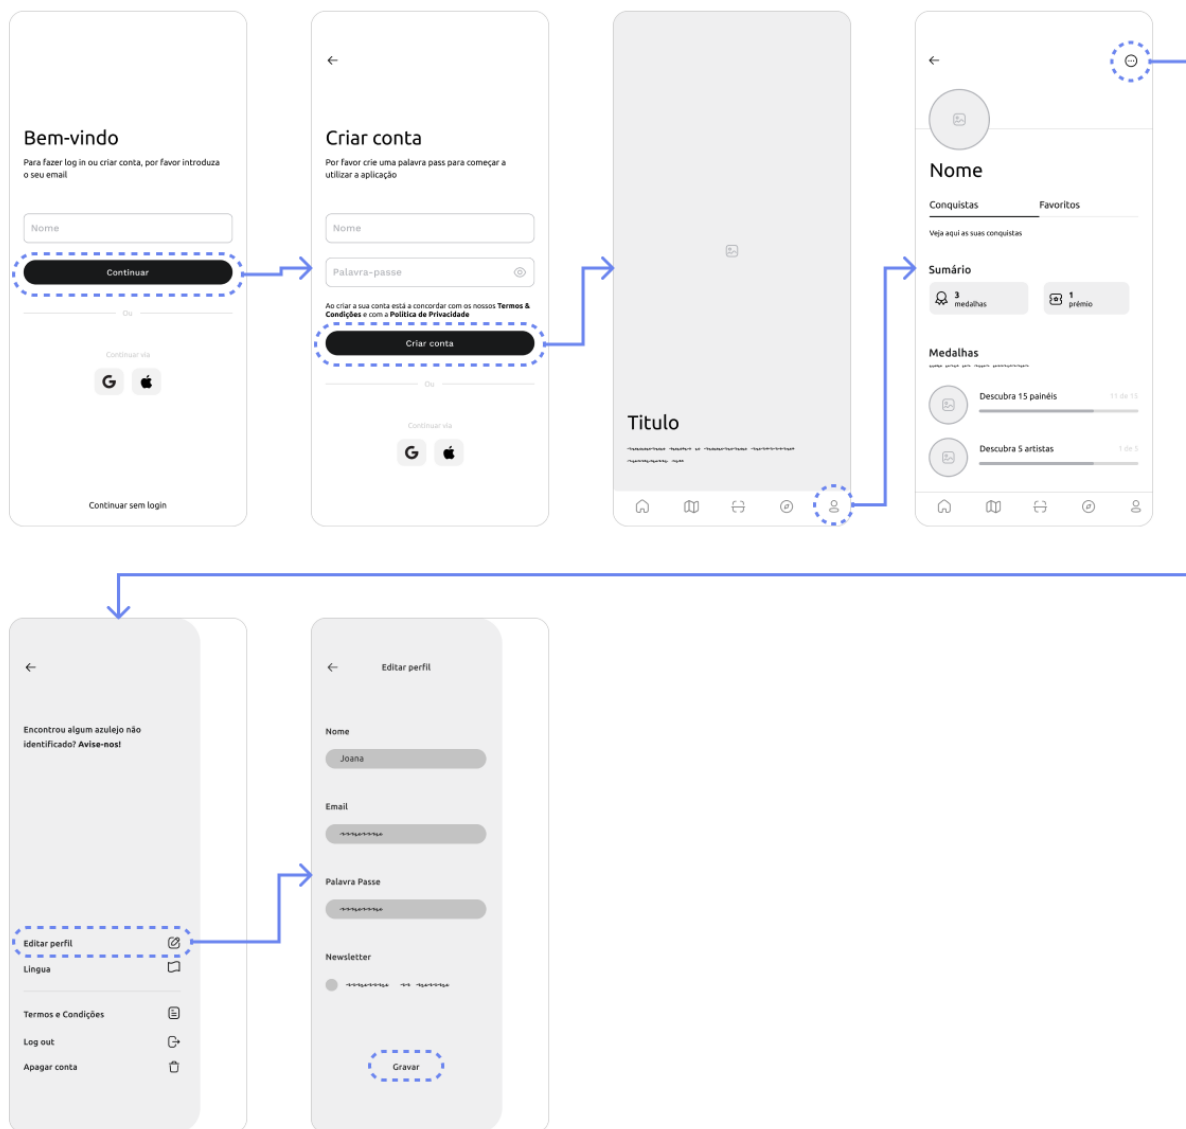 Bem-vindo
Para fazer log in ou criar conta, por favor introduza
o seu email
Nome
Continuar
Ou
Continuar via
G
Continuar sem login
Criar conta
Por favor crie uma palavra pass para começar a
utilizar a aplicação
Nome
Palavra-passe
Ao criar a sua conta está a concordar com os nossos Termos &
Condições e com a Política de Privacidade
Criar conta
Ou
Continuar via
G
Titulo
Nome
Conquistas
Favoritos
Veja aqui as suas conquistas
Sumário
3
medalhas
1
prémio
Medalhas
Descubra 15 painéis
11 de 15
Descubra 5 artistas
1 de 5
Encontrou algum azulejo não
identificado? Avise-nos!
Editar perfil
Lingua
Termos e Condições
Log out
Apagar conta
Editar perfil
Nome
Joana
Email
Palavra Passe
Newsletter
Gravar